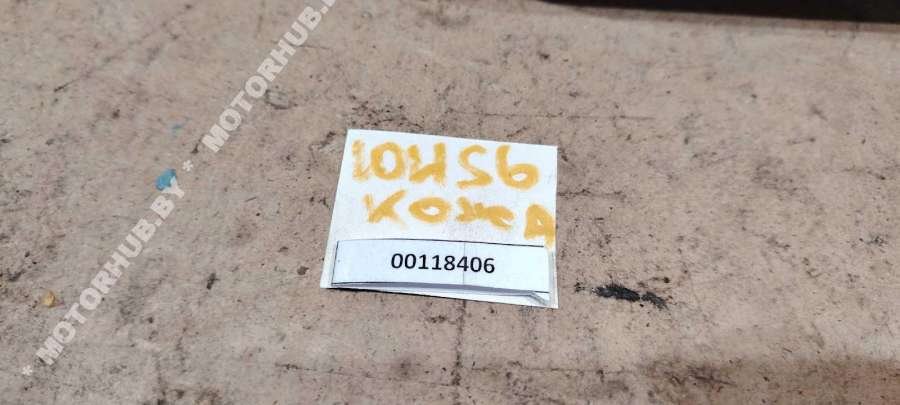 * MOTORHUB.BY * MOTORHUB.BY
кожа
00118406